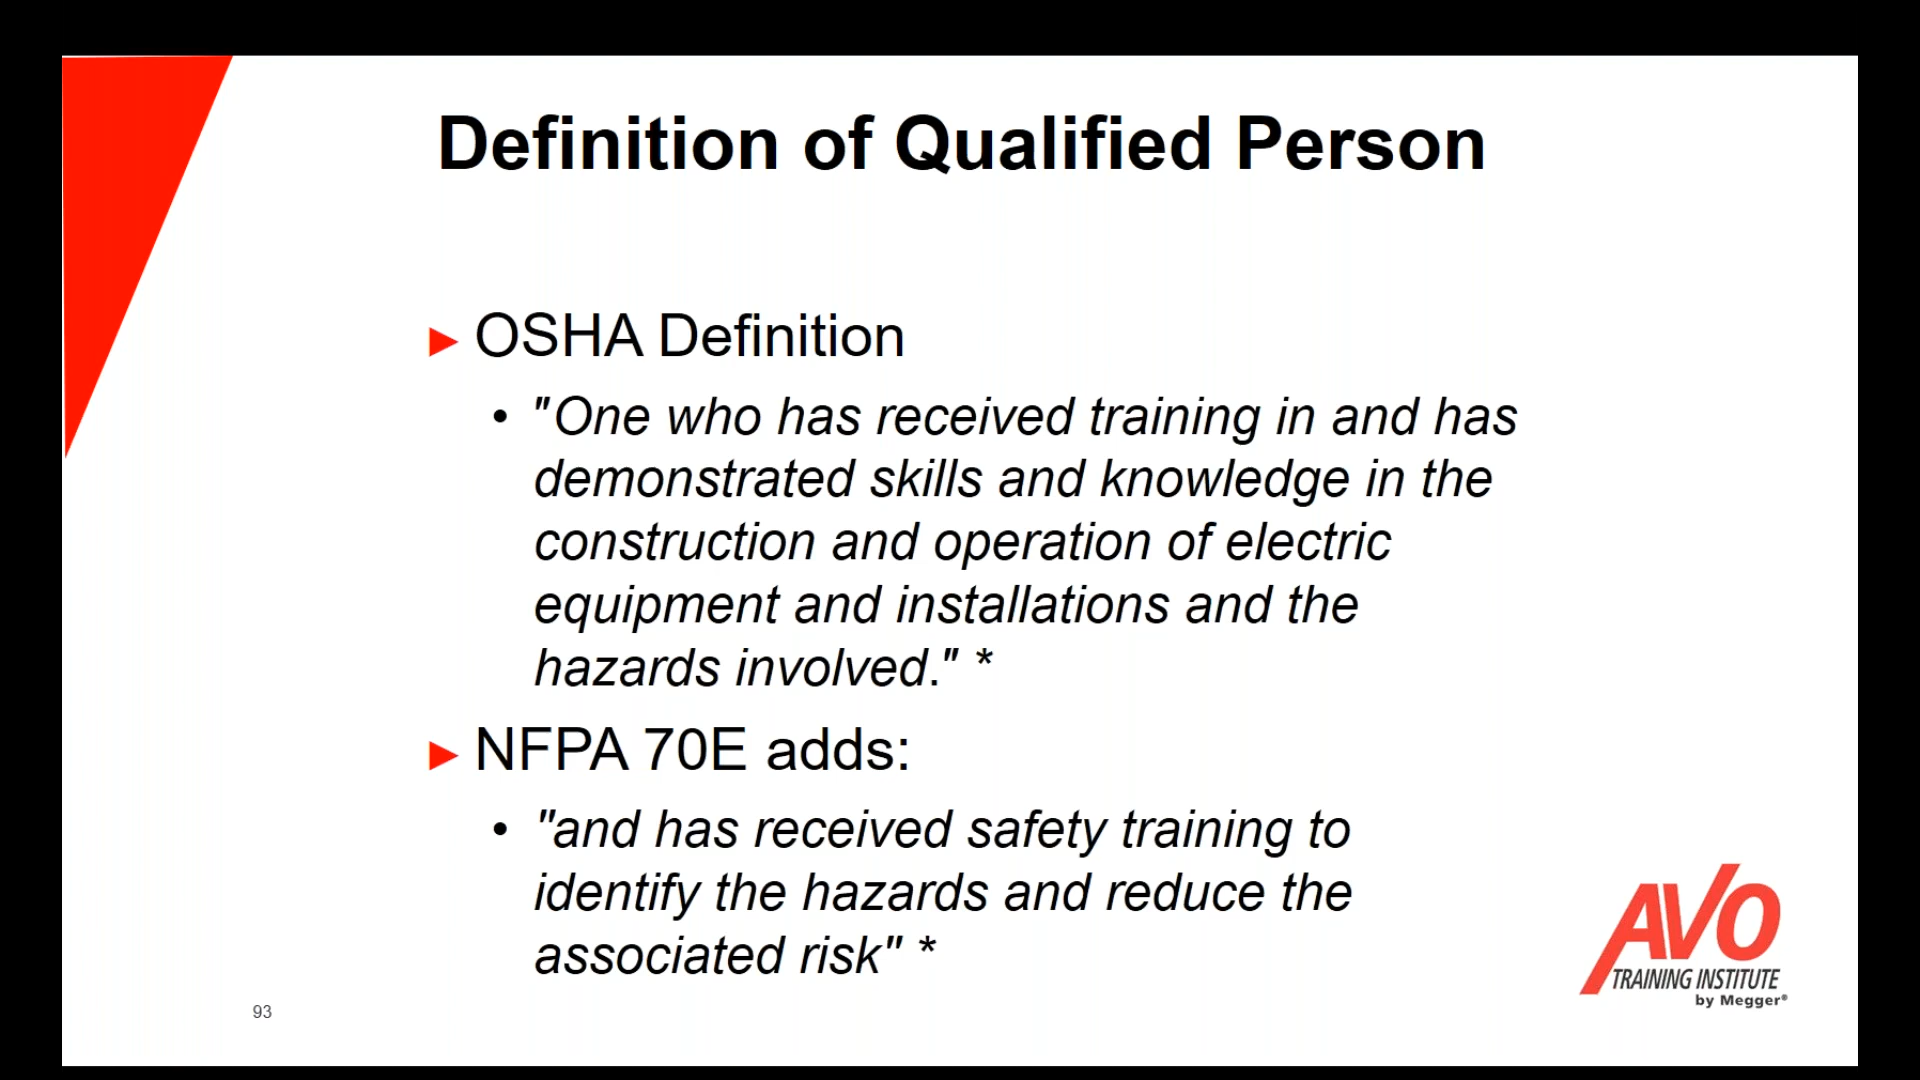 Definition of Qualified Person
► OSHA Definition
• "One who has received training in and has
demonstrated skills and knowledge in the
construction and operation of electric
equipment and installations and the
hazards involved." *
► NFPA 70E adds:
• "and has received safety training to
identify the hazards and reduce the
associated risk" *
AVO
TRAINING INSTITUTE
by Megger®
93